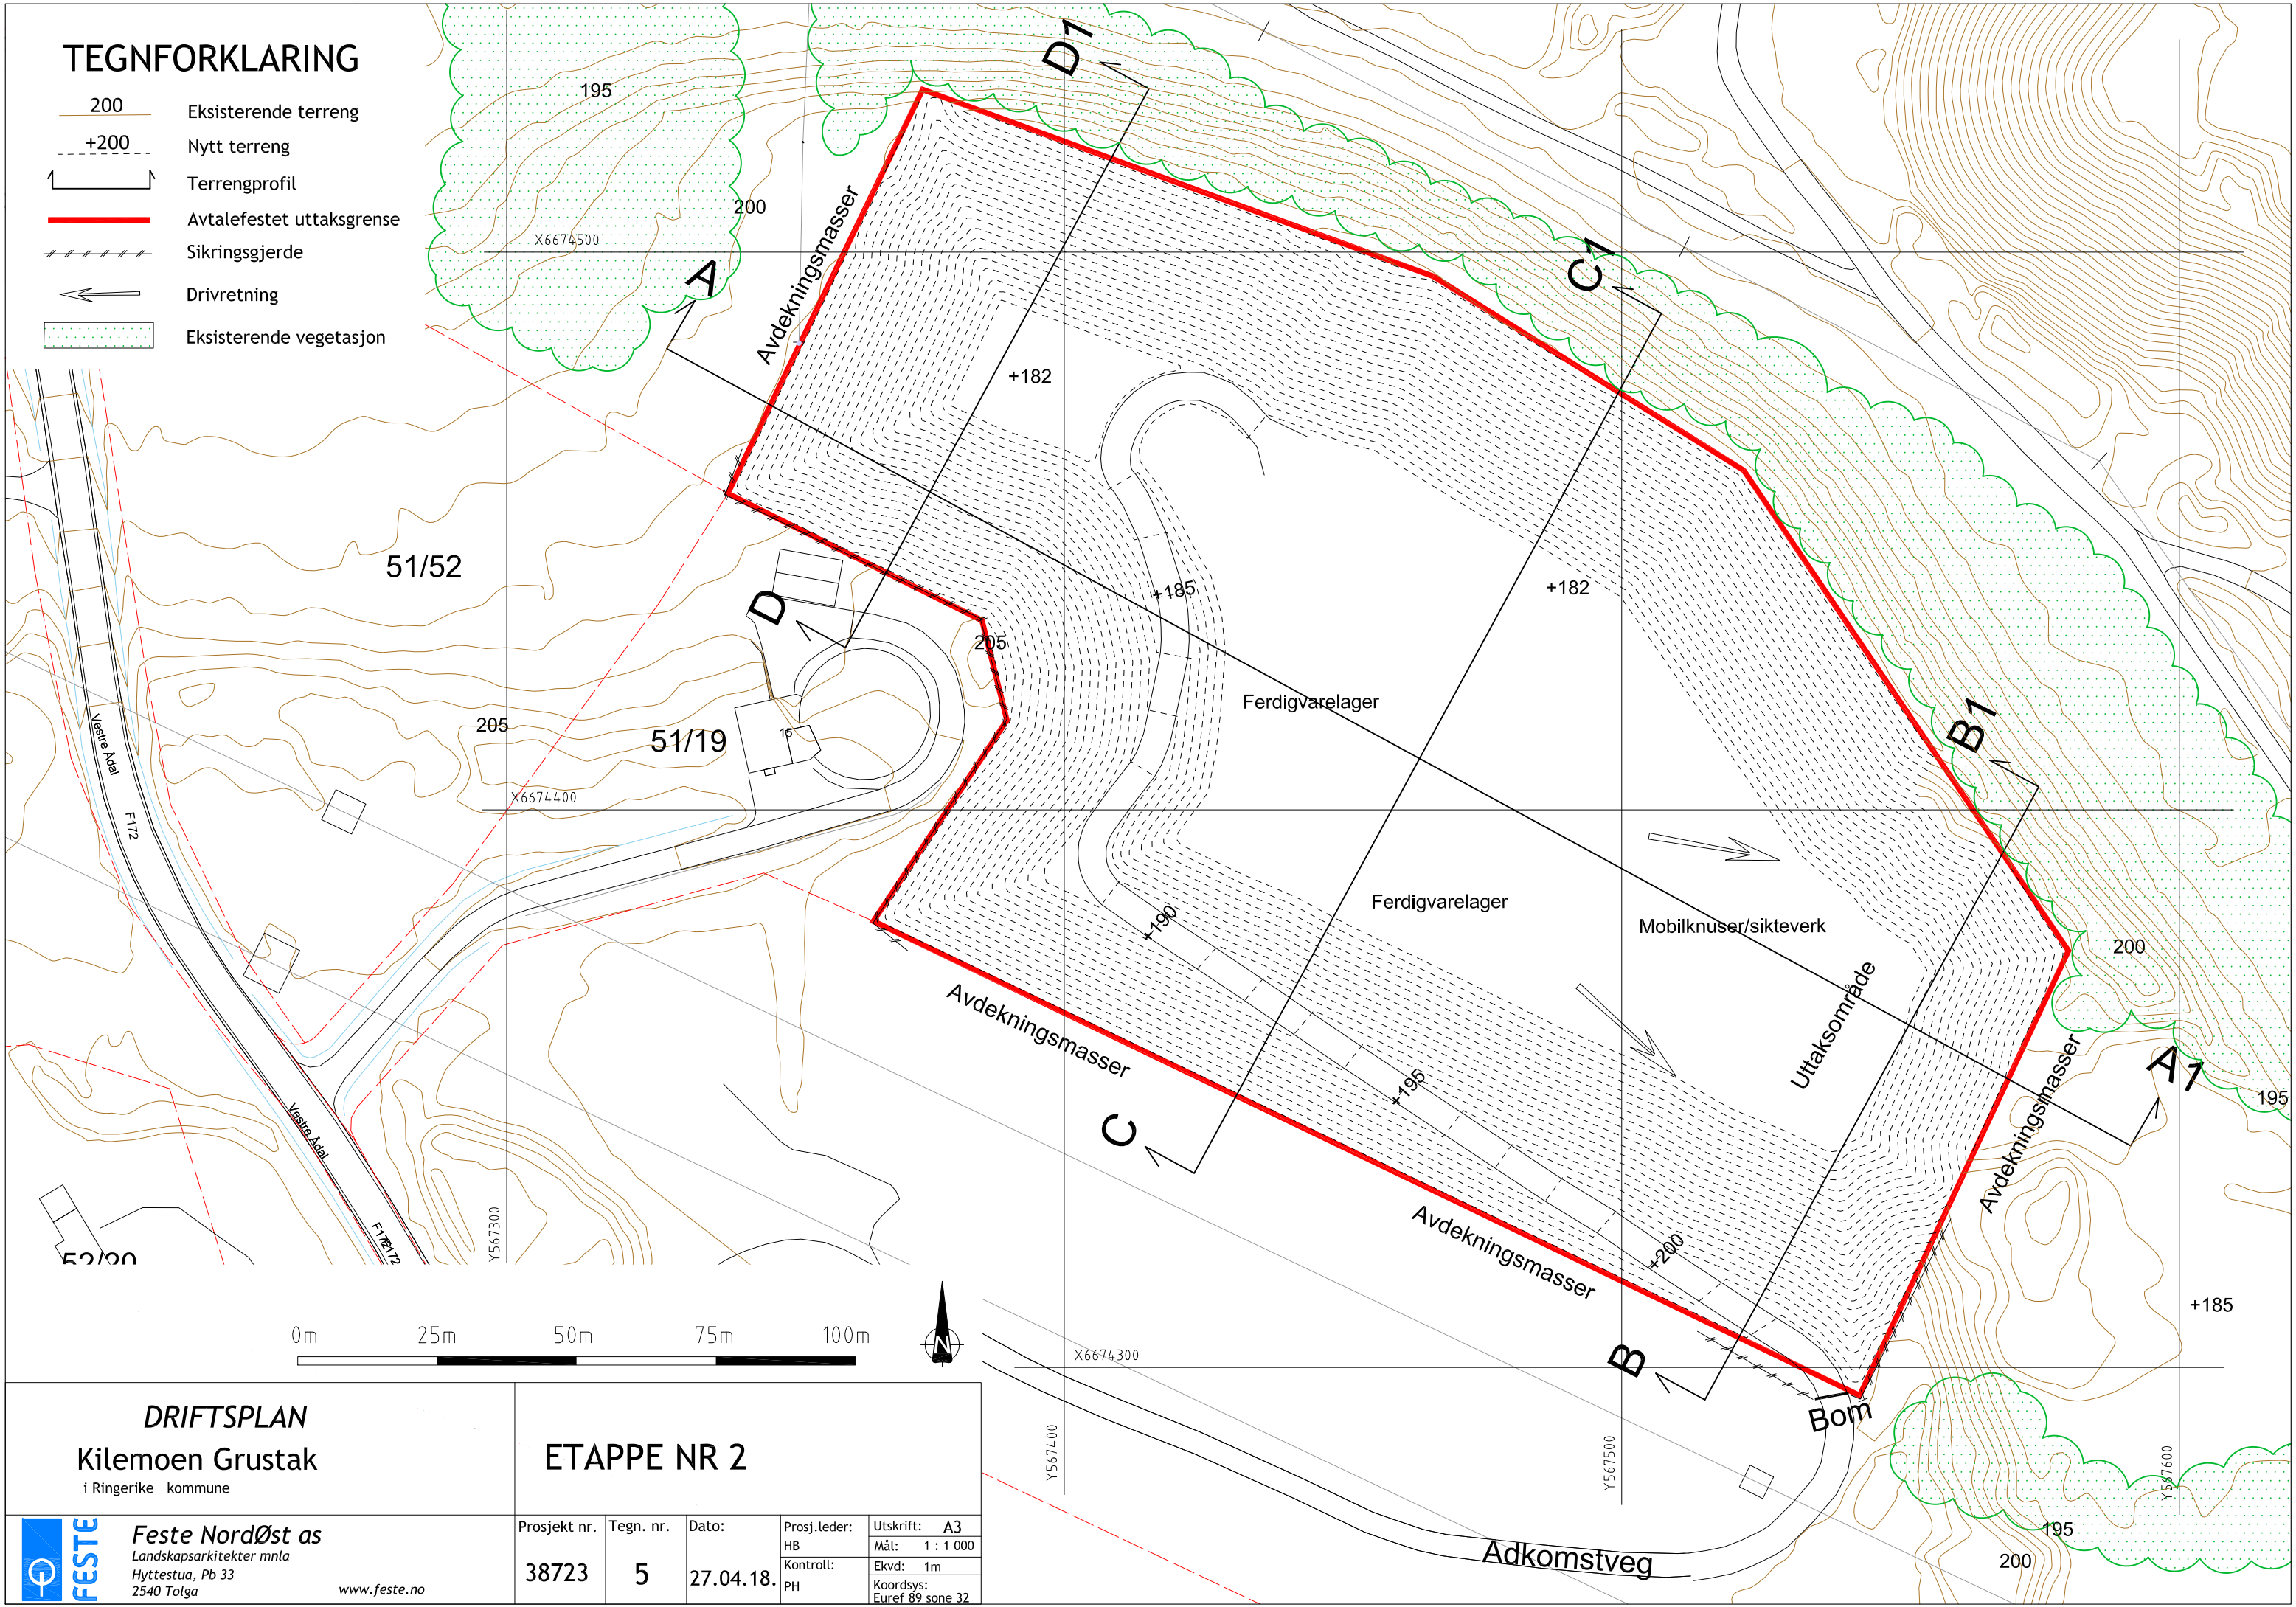 TEGNFORKLARING
200
Eksisterende terreng
+200
Nytt terreng
Terrengprofil
Avtalefestet uttaksgrense
Sikringsgjerde
Drivretning
Eksisterende vegetasjon
195
200
D1
Avdekningsmasser
X6674500
A
C1
+182
51/52
D
+185
+182
205
205
51/19
15
Ferdigvarelager
B1
Vestre Ådal
F172
X6674400
Ferdigvarelager
+190
Mobilknuser/sikteverk
200
Uttaksområde
Avdekningsmasser
A1
195
+195
C
Avdekningsmasser
Vestre Ådal
Avdekningsmasser
+200
Y567300
+185
0m 25m 50m 75m 100m
N
X6674300
B
Bom
Y567400
Y567500
Y567600
Adkomstveg
195
200
DRIFTSPLAN
Kilemoen Grustak
i Ringerike kommune
ETAPPE NR 2
FESTE
Feste NordØst as
Landskapsarkitekter mnla
Hyttestua, Pb 33
2540 Tolga
www.feste.no
Prosjekt nr.
38723
Tegn. nr.
5
Dato:
27.04.18.
Prosj.leder:
HB
Kontroll:
PH
Utskrift: A3
Mål: 1 : 1 000
Ekvd: 1m
Koordsys:
Euref 89 sone 32